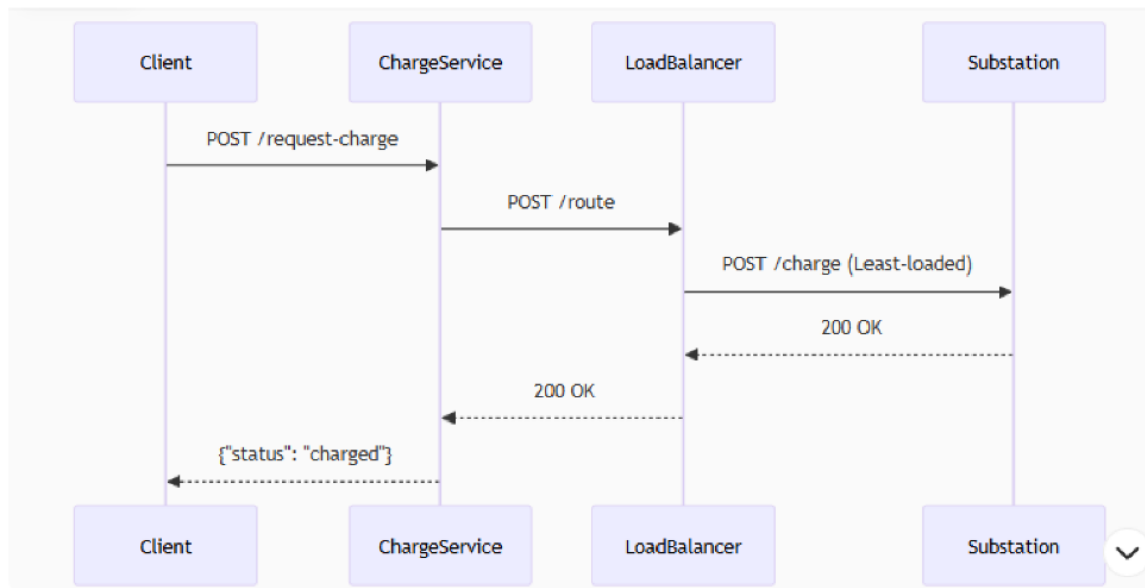 Client ChargeService LoadBalancer Substation
POST /request-charge
POST /route
POST /charge (Least-loaded)
200 OK
200 OK
{"status": "charged"}
Client ChargeService LoadBalancer Substation